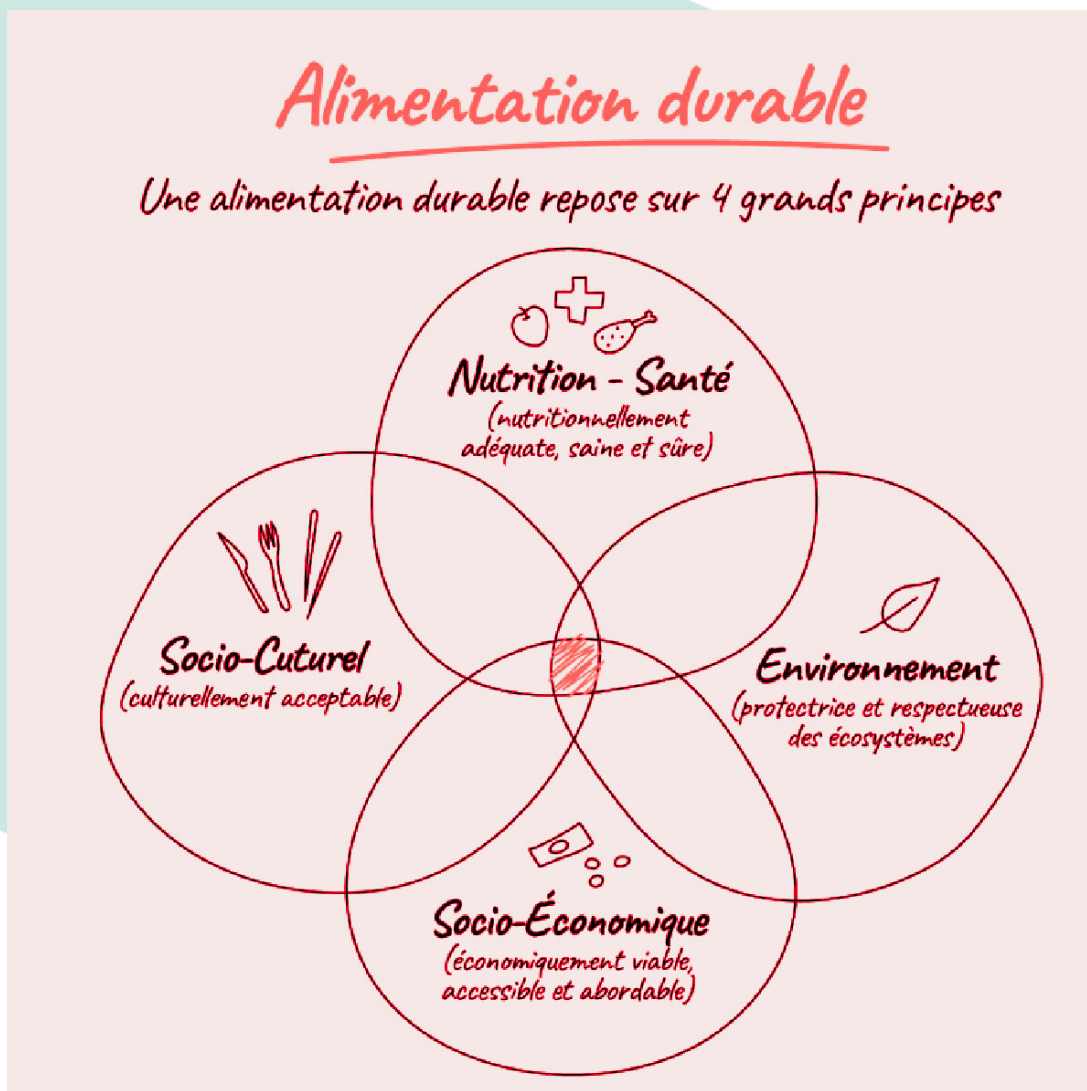 Alimentation durable
Une alimentation durable repose sur 4 grands principes
Nutrition - Santé
(nutritionnellement
adéquate, saine et sûre)
Socio-Cuturel
(culturellement acceptable)
Environnement
(protectrice et respectueuse
des écosystèmes)
Socio-Économique
(économiquement viable,
accessible et abordable)